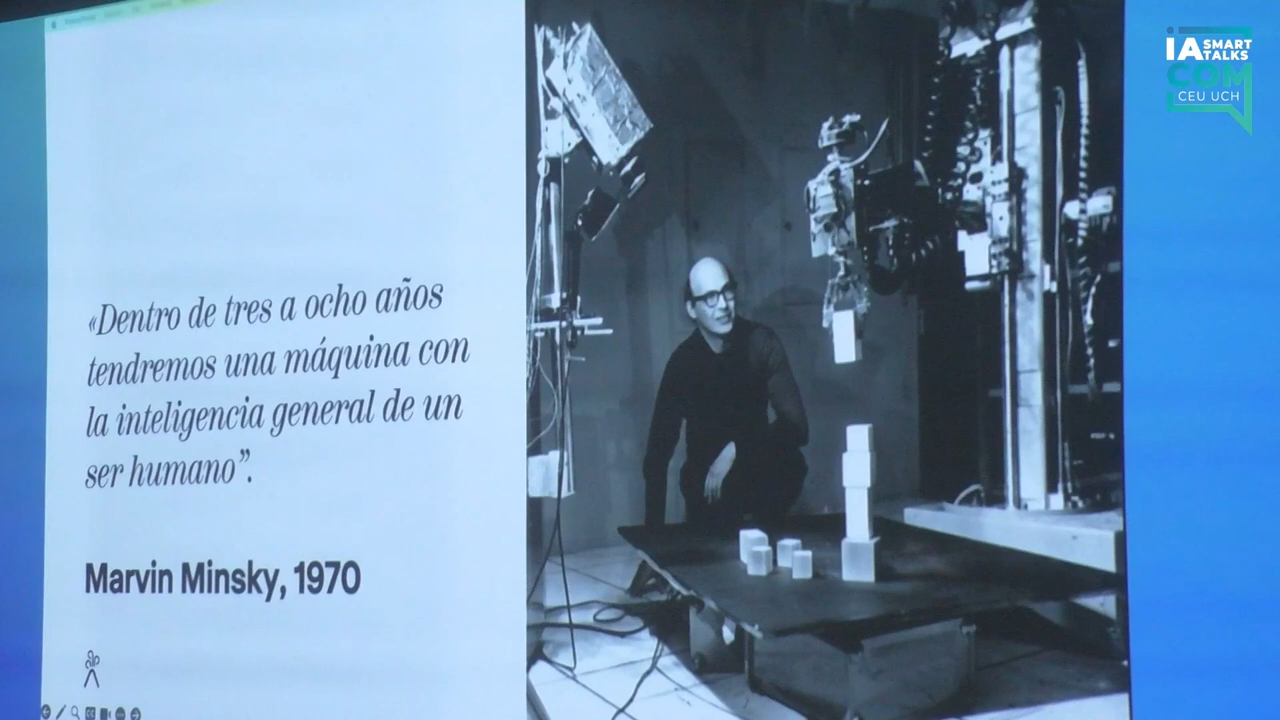 «Dentro de tres a ocho años
tendremos una máquina con
la inteligencia general de un
ser humano”.
Marvin Minsky, 1970
iA SMART
TALKS
COM
CEU UCH